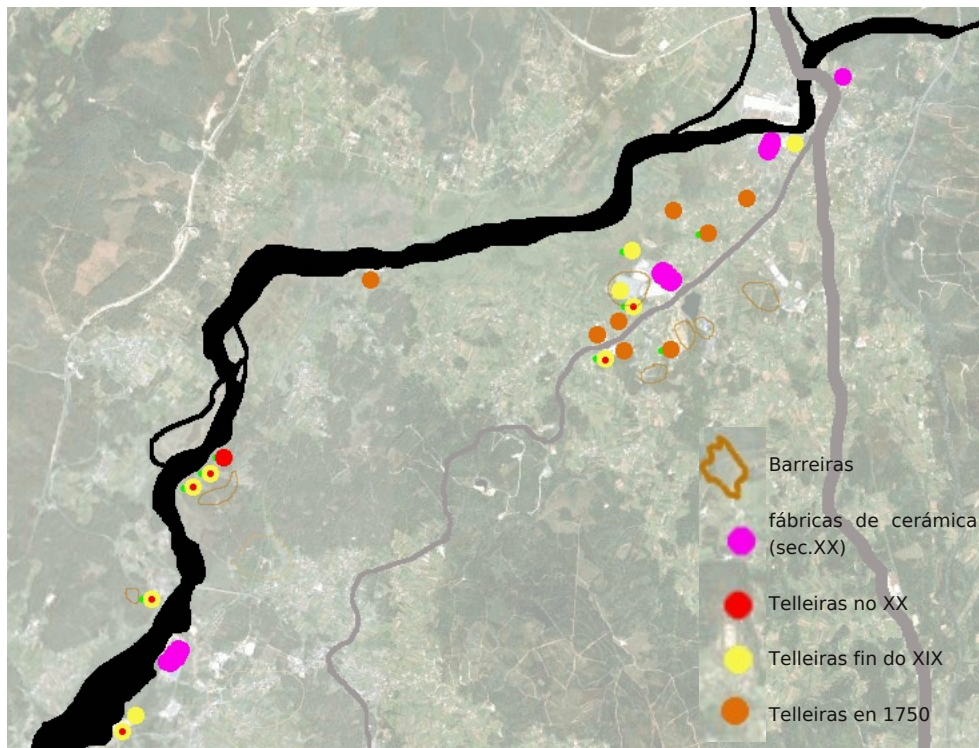 Barreiras
fábricas de cerámica
(sec.XX)
Telleiras no XX
Telleiras fin do XIX
Telleiras en 1750